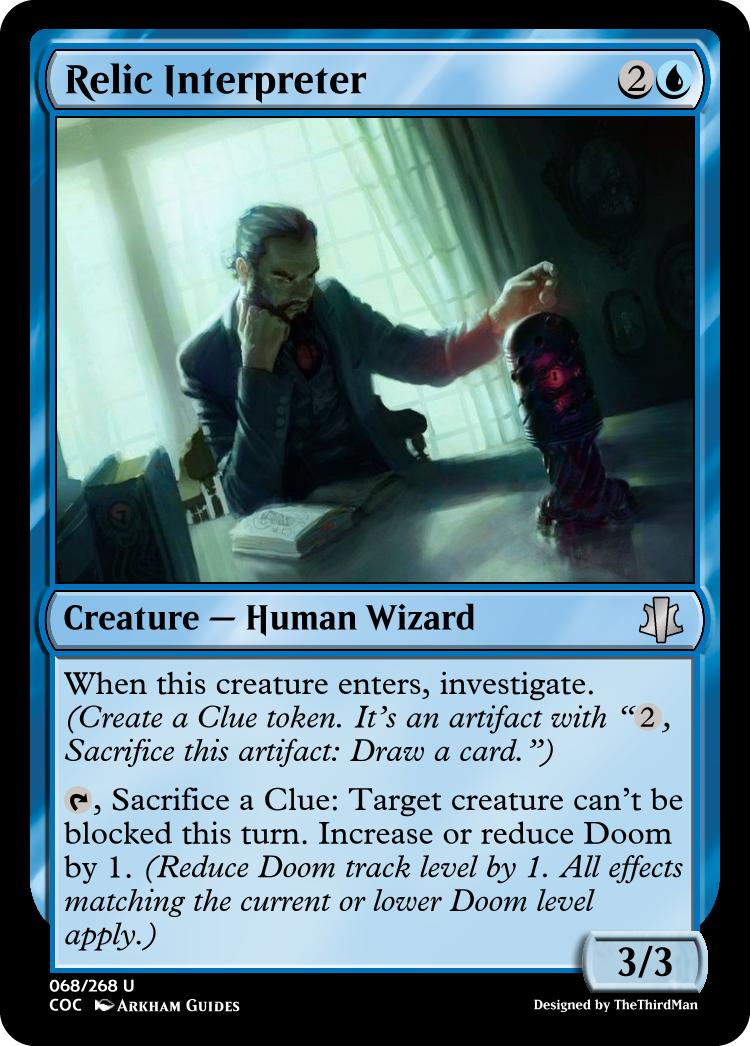 Relic Interpreter 2
Creature — Human Wizard
When this creature enters, investigate.
(Create a Clue token. It's an artifact with “2,
Sacrifice this artifact: Draw a card.”)
, Sacrifice a Clue: Target creature can't be
blocked this turn. Increase or reduce Doom
by 1. (Reduce Doom track level by 1. All effects
matching the current or lower Doom level
apply.)
3/3
068/268 U
COC Arkham Guides
Designed by TheThirdMan